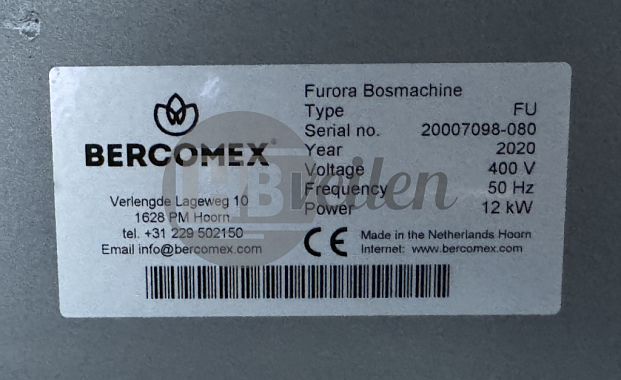 BERCOMEX
Verlengde Lageweg 10
1628 PM Hoorn
tel. +31 229 502150
Email info@bercomex.com
Furora Bosmachine
Type FU
Serial no. 20007098-080
Year 2020
Voltage 400 V
Frequency 50 Hz
Power 12 kW
CE
Made in the Netherlands Hoorn
Internet: www.bercomex.com
veilen